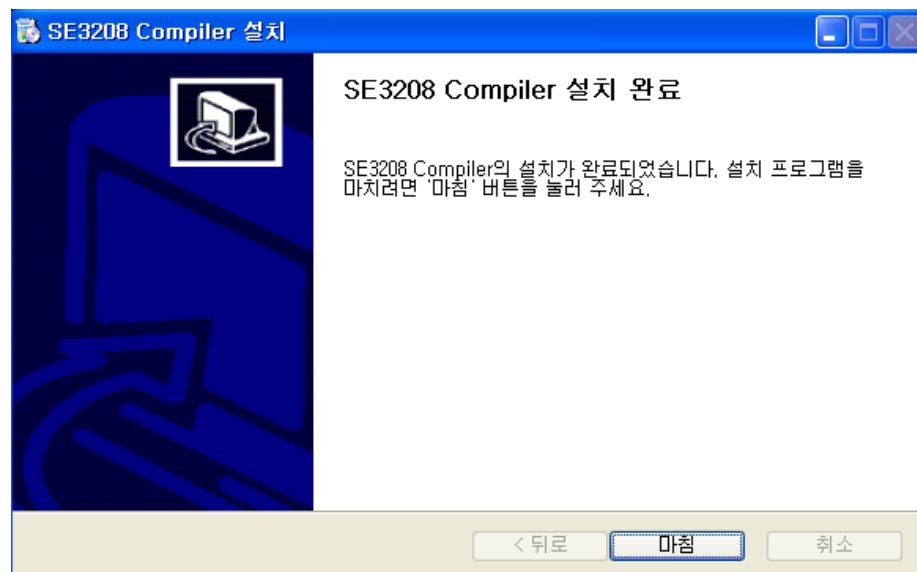 SE3208 Compiler 설치
SE3208 Compiler 설치 완료
SE3208 Compiler의 설치가 완료되었습니다. 설치 프로그램을
마치려면 '마침' 버튼을 눌러 주세요.
< 뒤로
마침
취소